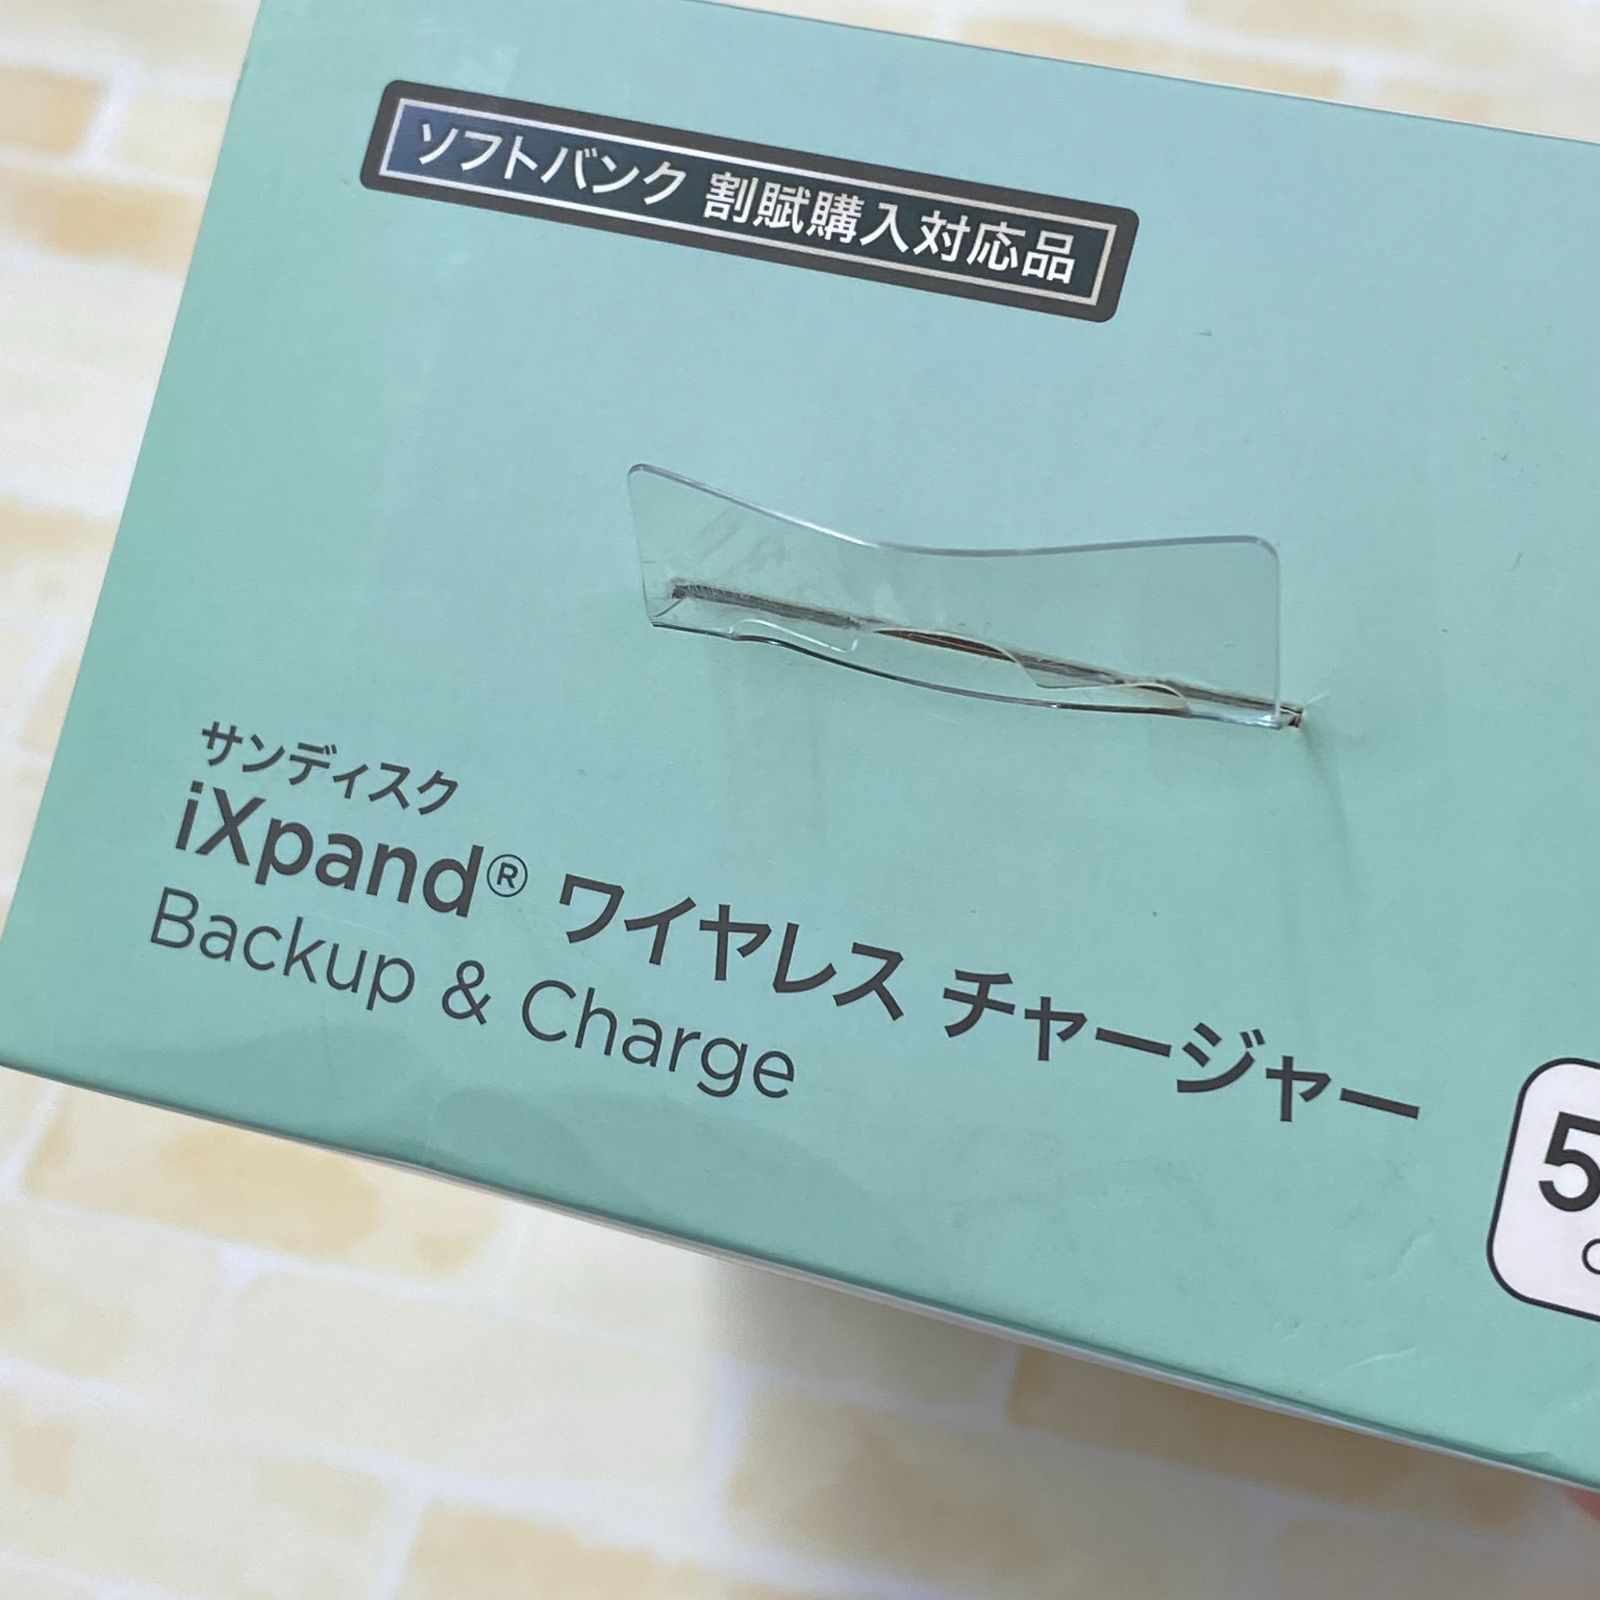 ソフトバンク 割賦購入対応品
サンディスク
iXpand® ワイヤレス チャージャー
Backup & Charge
5